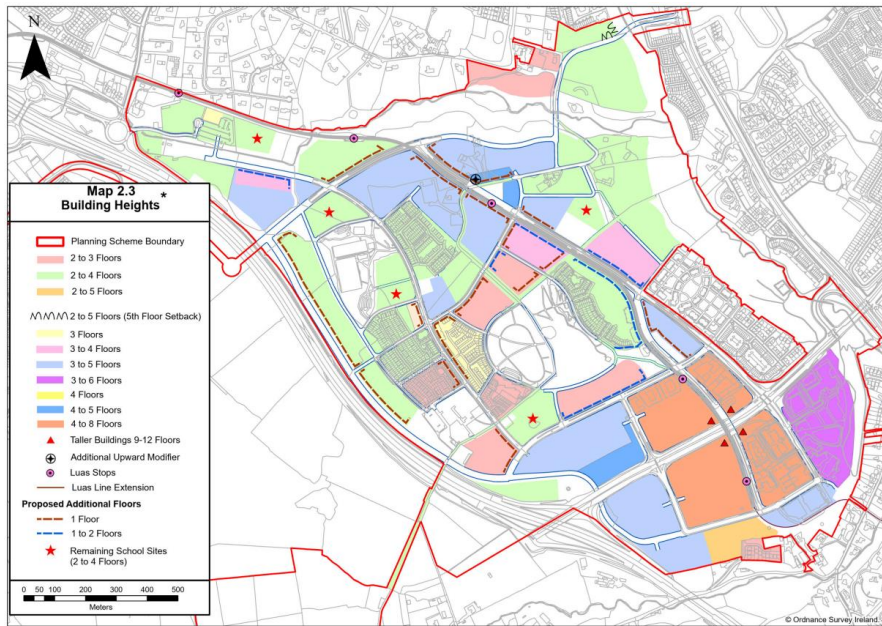 N
Map 2.3
Building Heights*
Planning Scheme Boundary
2 to 3 Floors
2 to 4 Floors
2 to 5 Floors
2 to 5 Floors (5th Floor Setback)
3 Floors
3 to 4 Floors
3 to 5 Floors
3 to 6 Floors
4 Floors
4 to 5 Floors
4 to 8 Floors
Taller Buildings 9-12 Floors
Additional Upward Modifier
Luas Stops
Luas Line Extension
Proposed Additional Floors
1 Floor
1 to 2 Floors
Remaining School Sites
(2 to 4 Floors)
0 50 100 200 300 400 500
Meters
© Ordnance Survey Ireland.